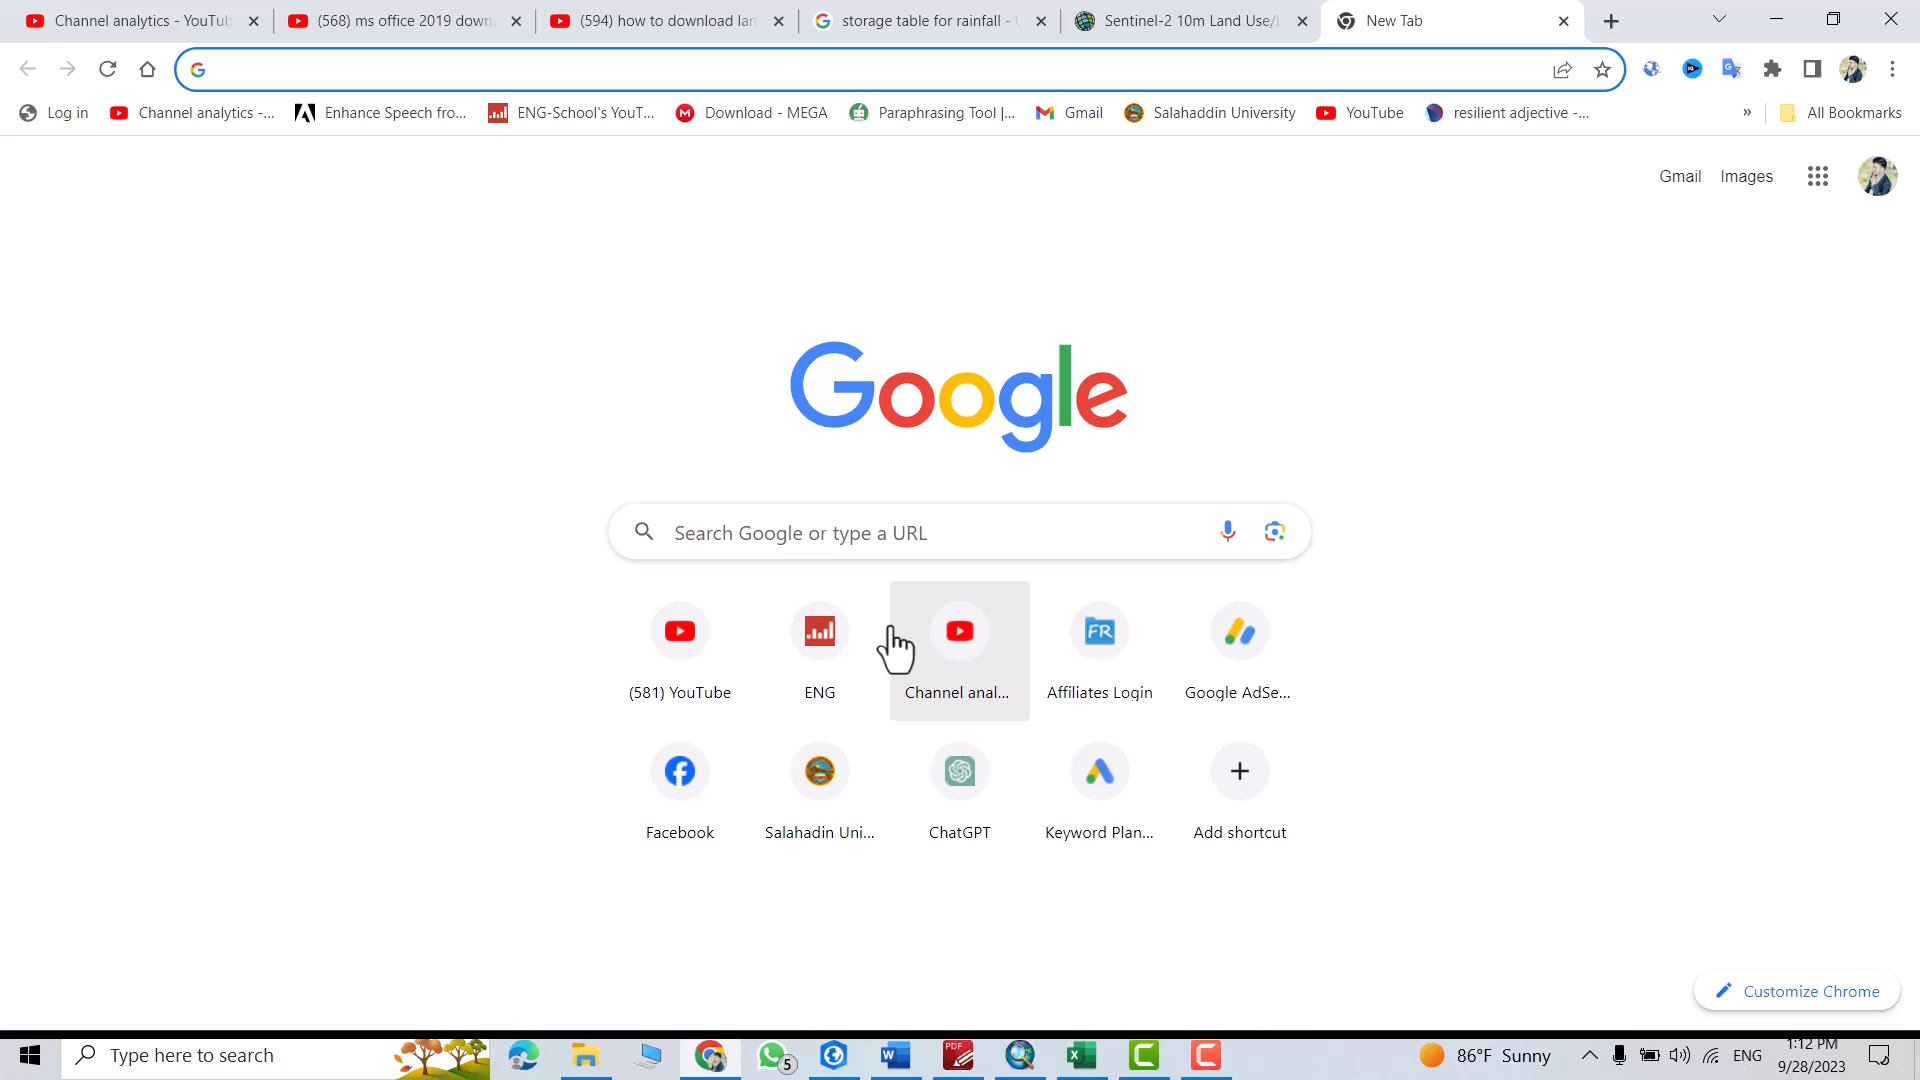 Channel analytics - YouTub
(568) ms office 2019 down
(594) how to download lan
storage table for rainfall - G
Sentinel-2 10m Land Use/L
New Tab
Log in
Channel analytics -...
Enhance Speech fro...
ENG-School's YouT...
Download - MEGA
Paraphrasing Tool |...
Gmail
Salahaddin University
YouTube
resilient adjective -...
»
All Bookmarks
Gmail
Images
Google
Search Google or type a URL
FR
(581) YouTube
ENG
Channel anal...
Affiliates Login
Google AdSe...
Facebook
Salahadin Uni...
ChatGPT
Keyword Plan...
Add shortcut
Customize Chrome
Type here to search
5
PDF
86°F Sunny
ENG
1:12 PM
9/28/2023